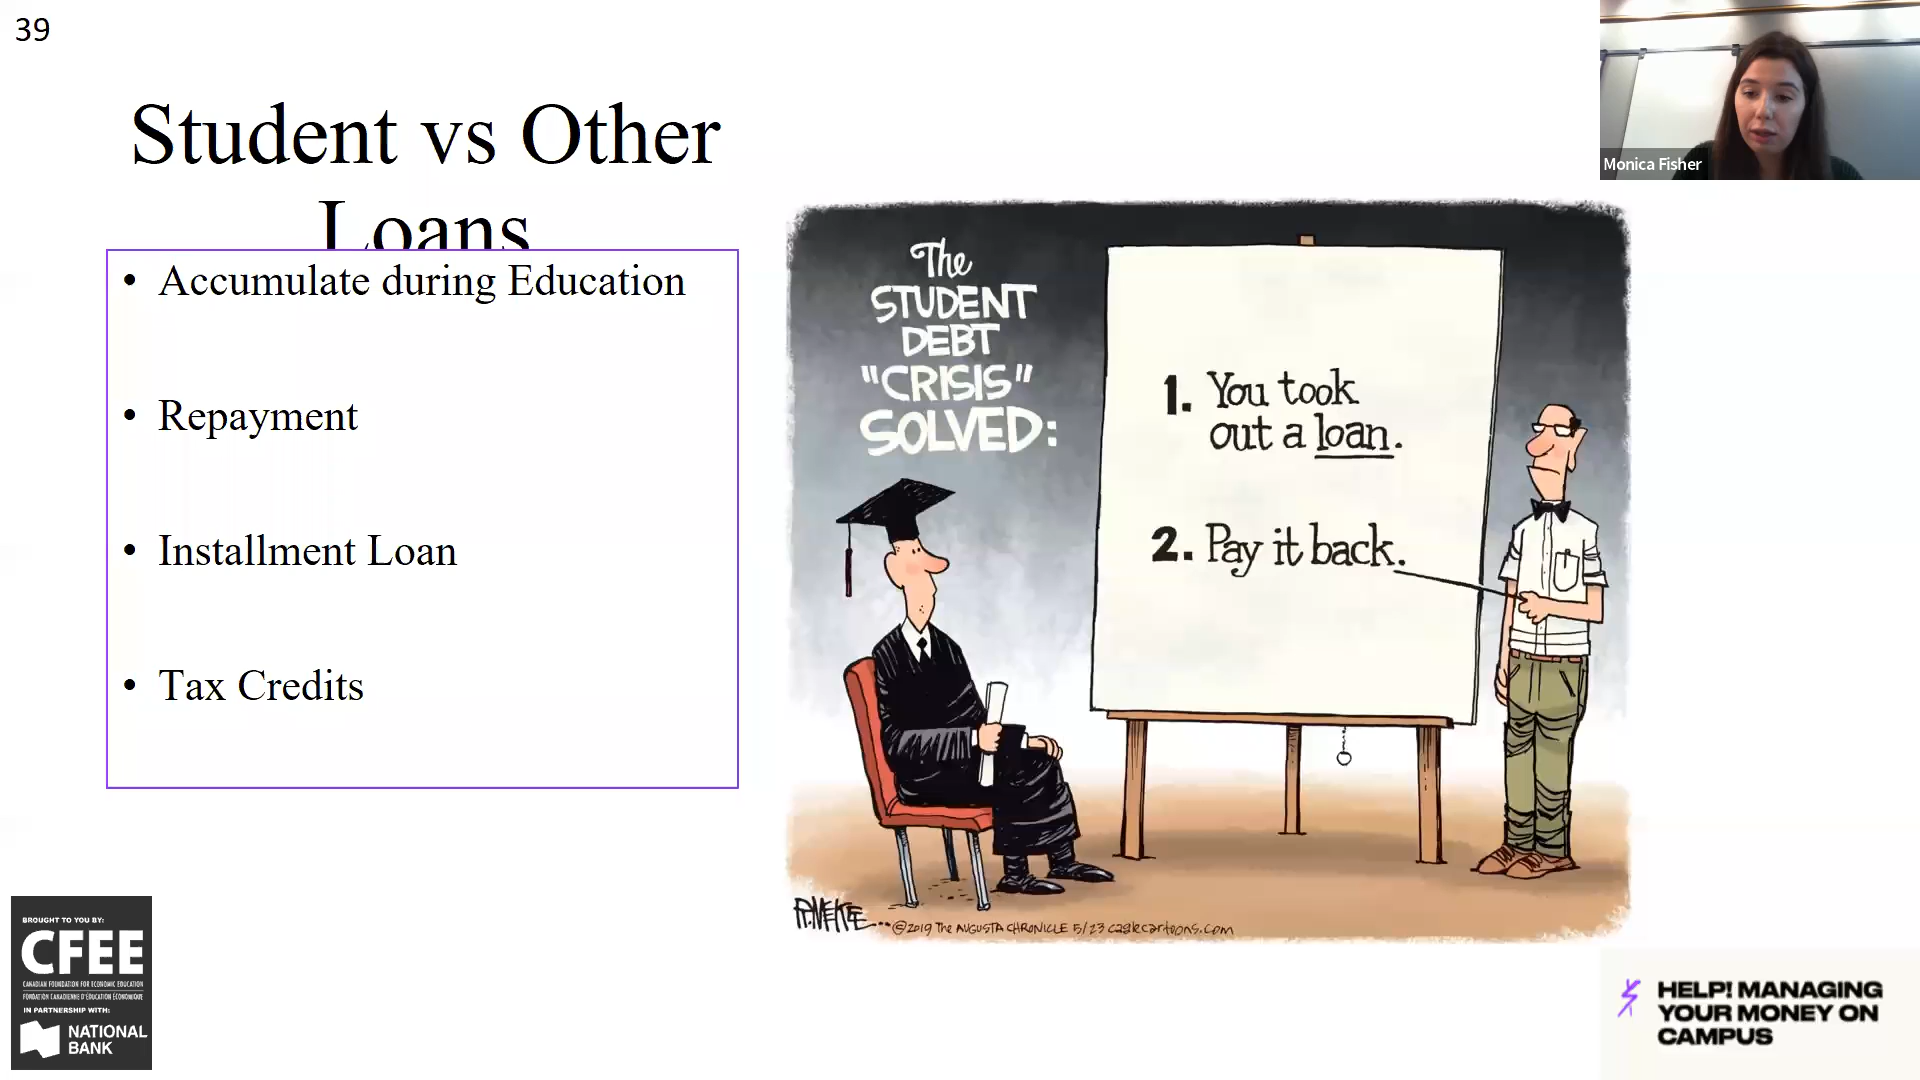 39
Student vs Other
Loans
• Accumulate during Education
• Repayment
• Installment Loan
• Tax Credits
The
STUDENT
DEBT
"CRISIS"
SOLVED:
1. You took
out a loan.
2. Pay it back.
©2019 The AUGUSTA CHRONICLE 5/23 caglecartoons.com
Monica Fisher
BROUGHT TO YOU BY:
CFEE
CANADIAN FOUNDATION FOR ECONOMIC EDUCATION
FONDATION CANADIENNE D'ÉDUCATION ÉCONOMIQUE
IN PARTNERSHIP WITH:
NATIONAL
BANK
HELP! MANAGING
YOUR MONEY ON
CAMPUS